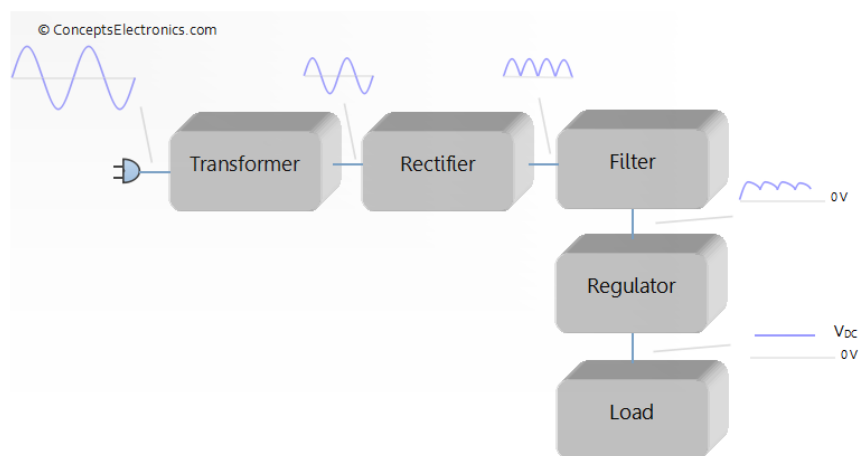 © ConceptsElectronics.com
Transformer
Rectifier
Filter
0 V
Regulator
VDC
0 V
Load